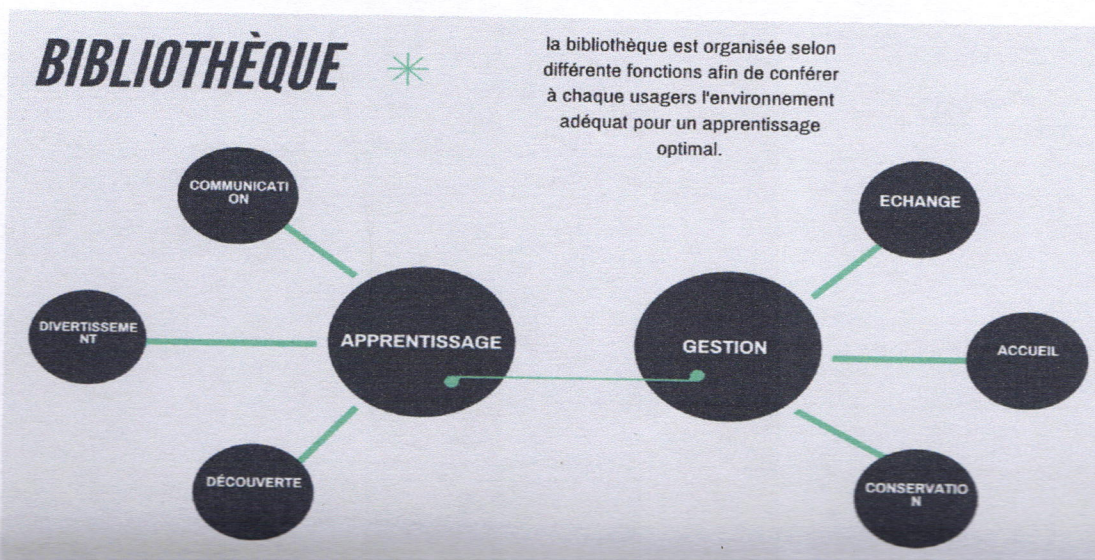 BIBLIOTHÈQUE
la bibliothèque est organisée selon
différente fonctions afin de conférer
à chaque usagers l'environnement
adéquat pour un apprentissage
optimal.
COMMUNICATI
ON
DIVERTISSEME
NT
DÉCOUVERTE
APPRENTISSAGE
GESTION
ECHANGE
ACCUEIL
CONSERVATIO
N